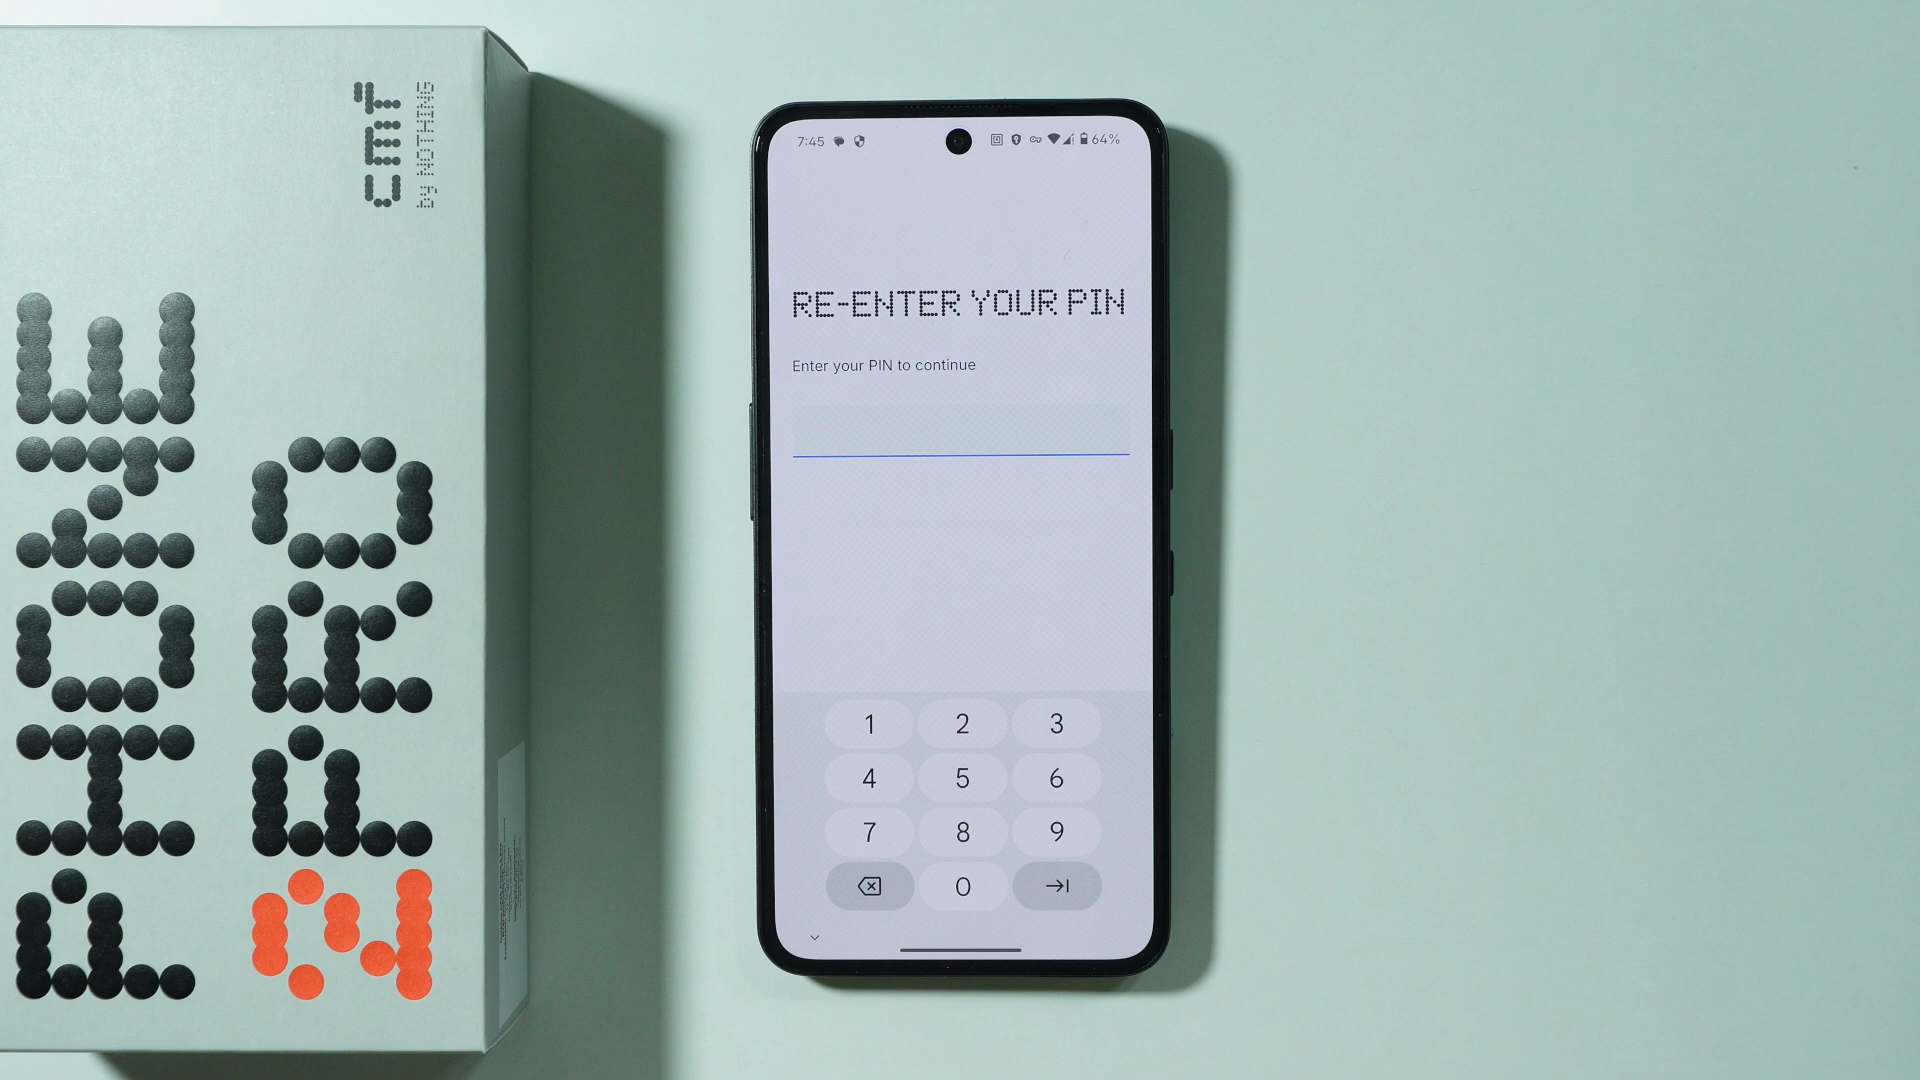 cmf
by NOTHING
PHONE
2 PRO
7:45
64%
RE-ENTER YOUR PIN
Enter your PIN to continue
1 2 3
4 5 6
7 8 9
0